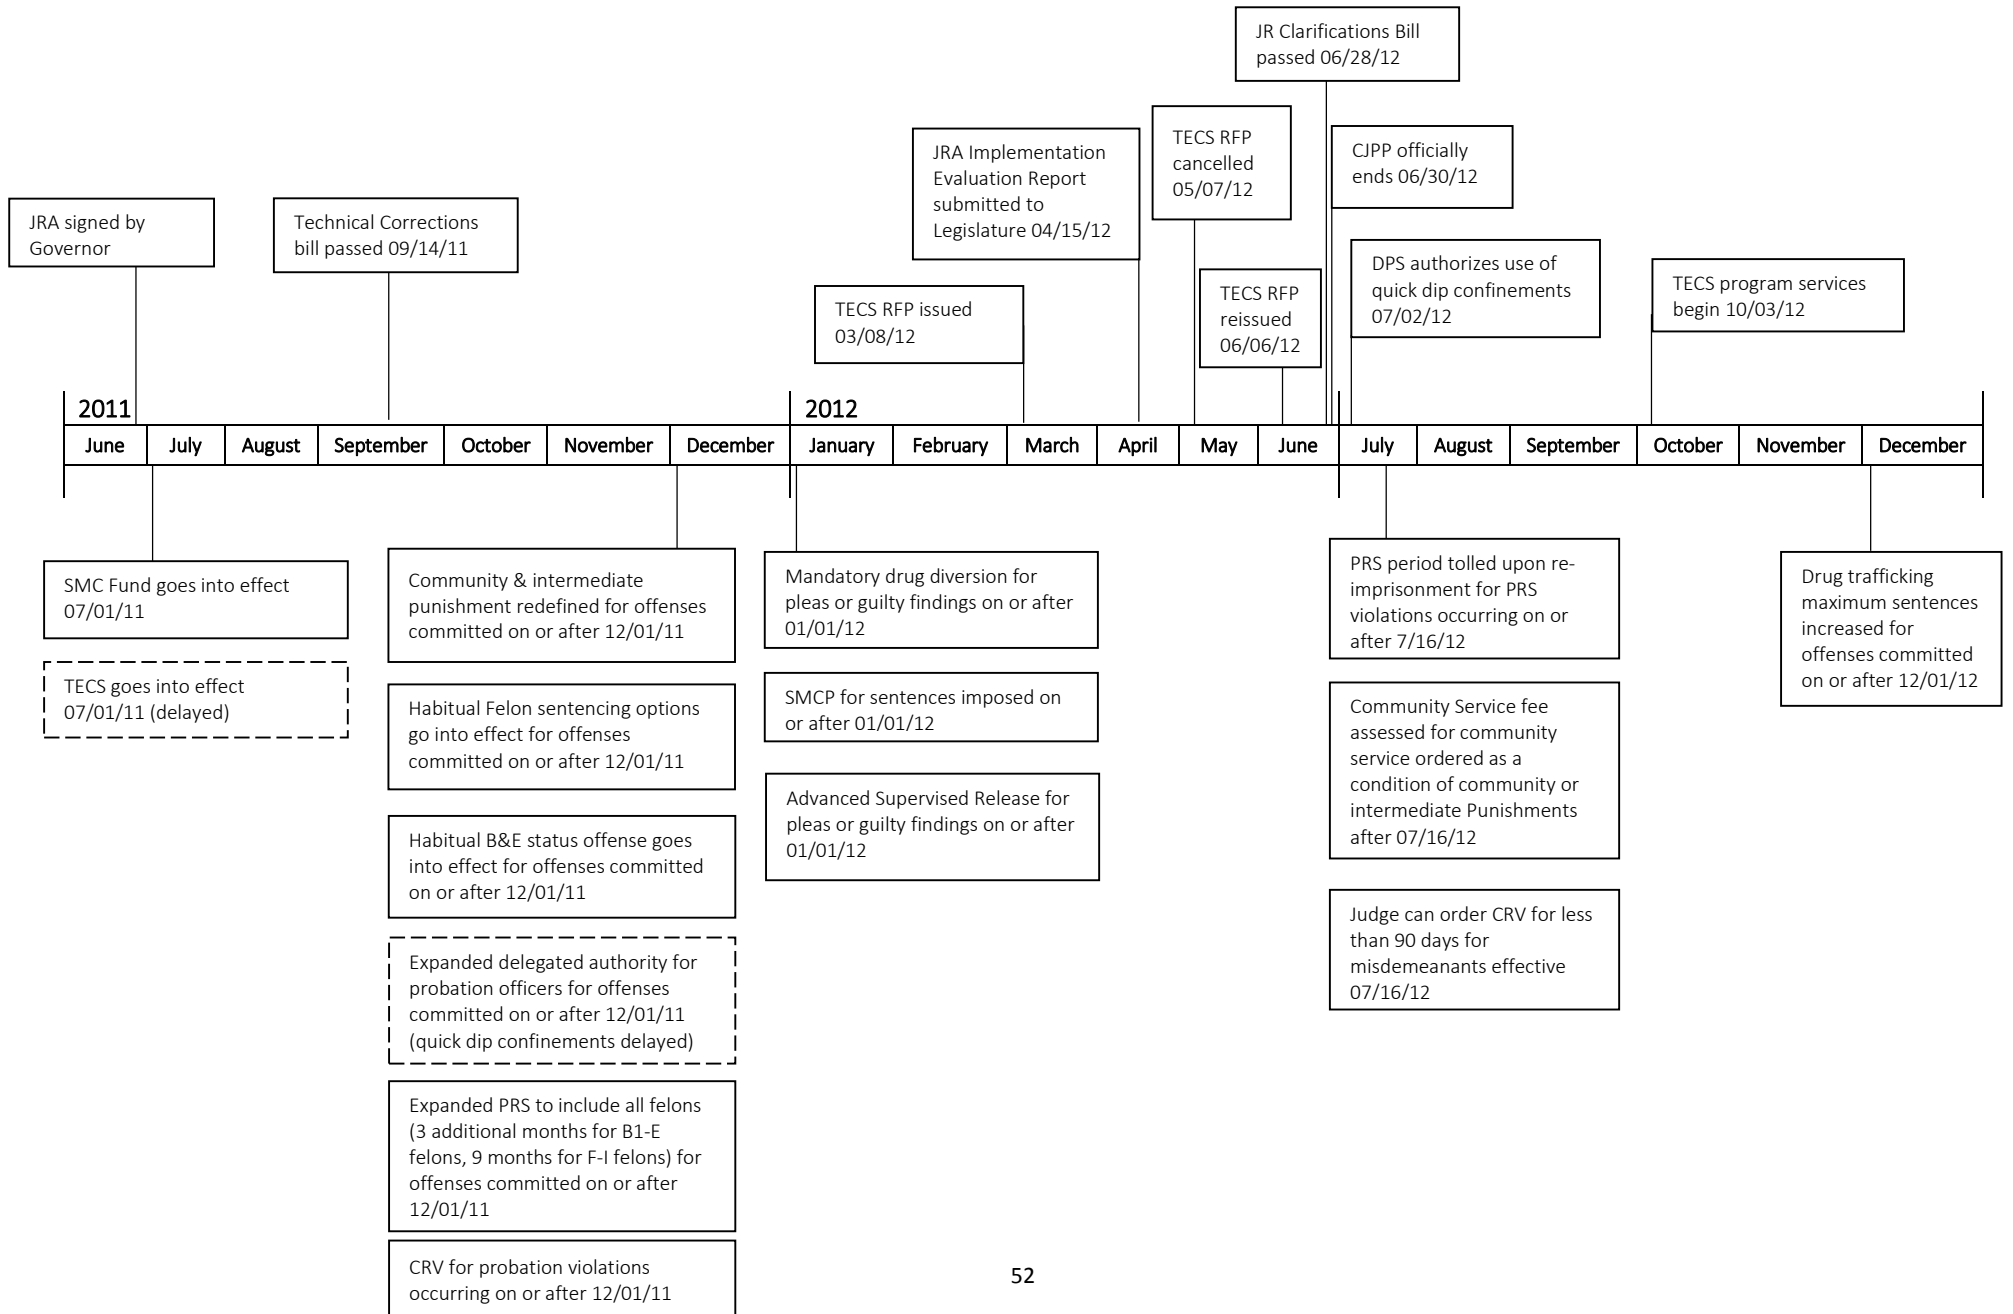 JR Clarifications Bill
passed 06/28/12
JRA signed by
Governor
Technical Corrections
bill passed 09/14/11
TECS RFP issued
03/08/12
JRA Implementation
Evaluation Report
submitted to
Legislature 04/15/12
TECS RFP
cancelled
05/07/12
TECS RFP
reissued
06/06/12
CJPP officially
ends 06/30/12
DPS authorizes use of
quick dip confinements
07/02/12
TECS program services
begin 10/03/12
2011
2012
June July August September October November December January February March April May June July August September October November December
SMC Fund goes into effect
07/01/11
TECS goes into effect
07/01/11 (delayed)
Community & intermediate
punishment redefined for offenses
committed on or after 12/01/11
Habitual Felon sentencing options
go into effect for offenses
committed on or after 12/01/11
Habitual B&E status offense goes
into effect for offenses committed
on or after 12/01/11
Expanded delegated authority for
probation officers for offenses
committed on or after 12/01/11
(quick dip confinements delayed)
Expanded PRS to include all felons
(3 additional months for B1-E
felons, 9 months for F-I felons) for
offenses committed on or after
12/01/11
CRV for probation violations
occurring on or after 12/01/11
Mandatory drug diversion for
pleas or guilty findings on or after
01/01/12
SMCP for sentences imposed on
or after 01/01/12
Advanced Supervised Release for
pleas or guilty findings on or after
01/01/12
PRS period tolled upon re-
imprisonment for PRS
violations occurring on or
after 7/16/12
Community Service fee
assessed for community
service ordered as a
condition of community or
intermediate Punishments
after 07/16/12
Judge can order CRV for less
than 90 days for
misdemeanants effective
07/16/12
Drug trafficking
maximum sentences
increased for
offenses committed
on or after 12/01/12
52